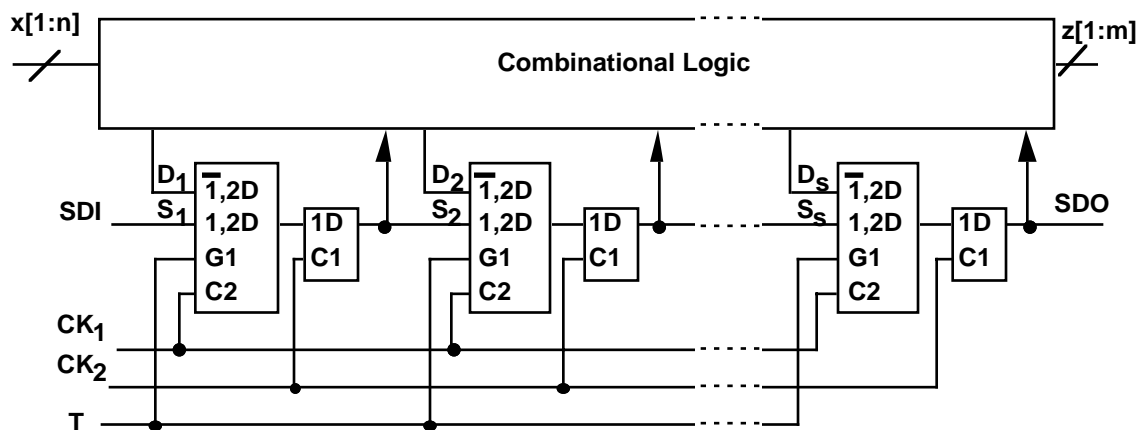 x[1:n]
z[1:m]
Combinational Logic
D1
1̅,2D
D2
1̅,2D
Ds
1̅,2D
SDI
S1
1,2D
1D
S2
1,2D
1D
Ss
1,2D
1D
SDO
G1
C1
G1
C1
G1
C1
C2
C2
C2
CK1
CK2
T